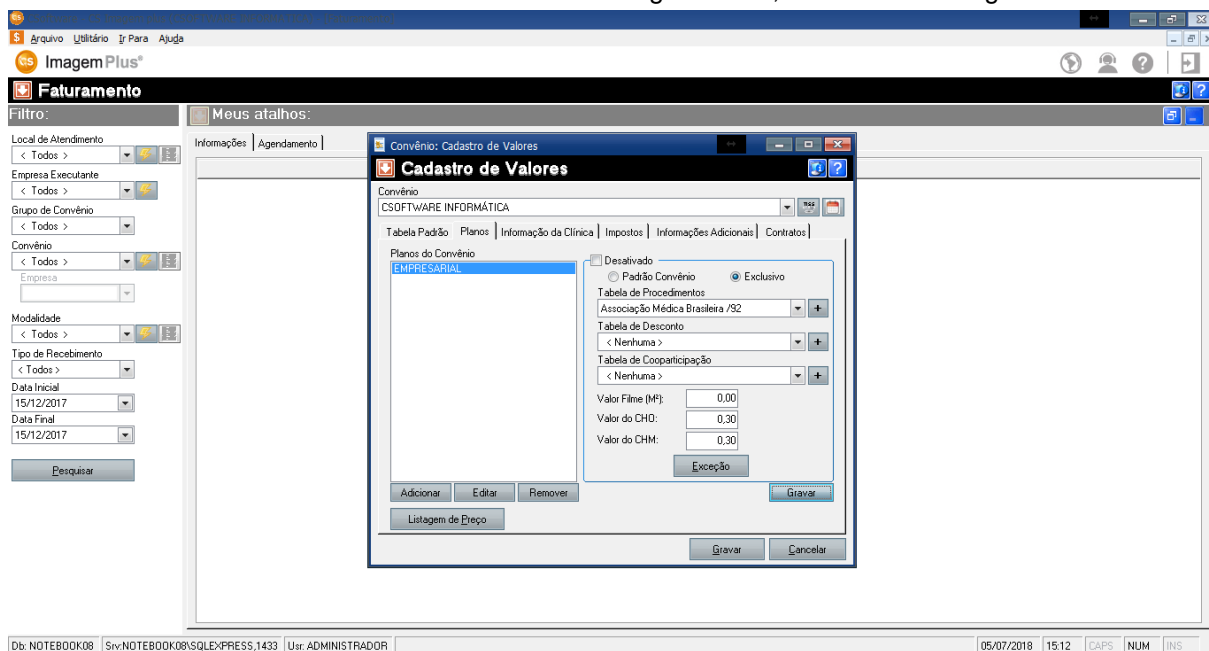 Arquivo Utilitário Ir Para Ajuda
ImagemPlus®
Faturamento
Filtro:
Meus atalhos:
Local de Atendimento
< Todos >
Empresa Executante
< Todos >
Grupo de Convênio
< Todos >
Convênio
< Todos >
Empresa
Modalidade
< Todos >
Tipo de Recebimento
< Todos >
Data Inicial
15/12/2017
Data Final
15/12/2017
Pesquisar
Informações Agendamento
Convênio: Cadastro de Valores
Cadastro de Valores
Convênio
CSOFTWARE INFORMÁTICA
Tabela Padrão Planos Informação da Clínica Impostos Informações Adicionais Contratos
Planos do Convênio
EMPRESARIAL
Desativado
Padrão Convênio Exclusivo
Tabela de Procedimentos
Associação Médica Brasileira /92
Tabela de Desconto
< Nenhuma >
Tabela de Cooparticipação
< Nenhuma >
Valor Filme (M²): 0,00
Valor do CHO: 0,30
Valor do CHM: 0,30
Exceção
Adicionar Editar Remover Gravar
Listagem de Preço
Gravar Cancelar
Db: NOTEBOOK08 Srv:NOTEBOOK08\SQLEXPRESS,1433 Usr: ADMINISTRADOR 05/07/2018 15:12 CAPS NUM INS